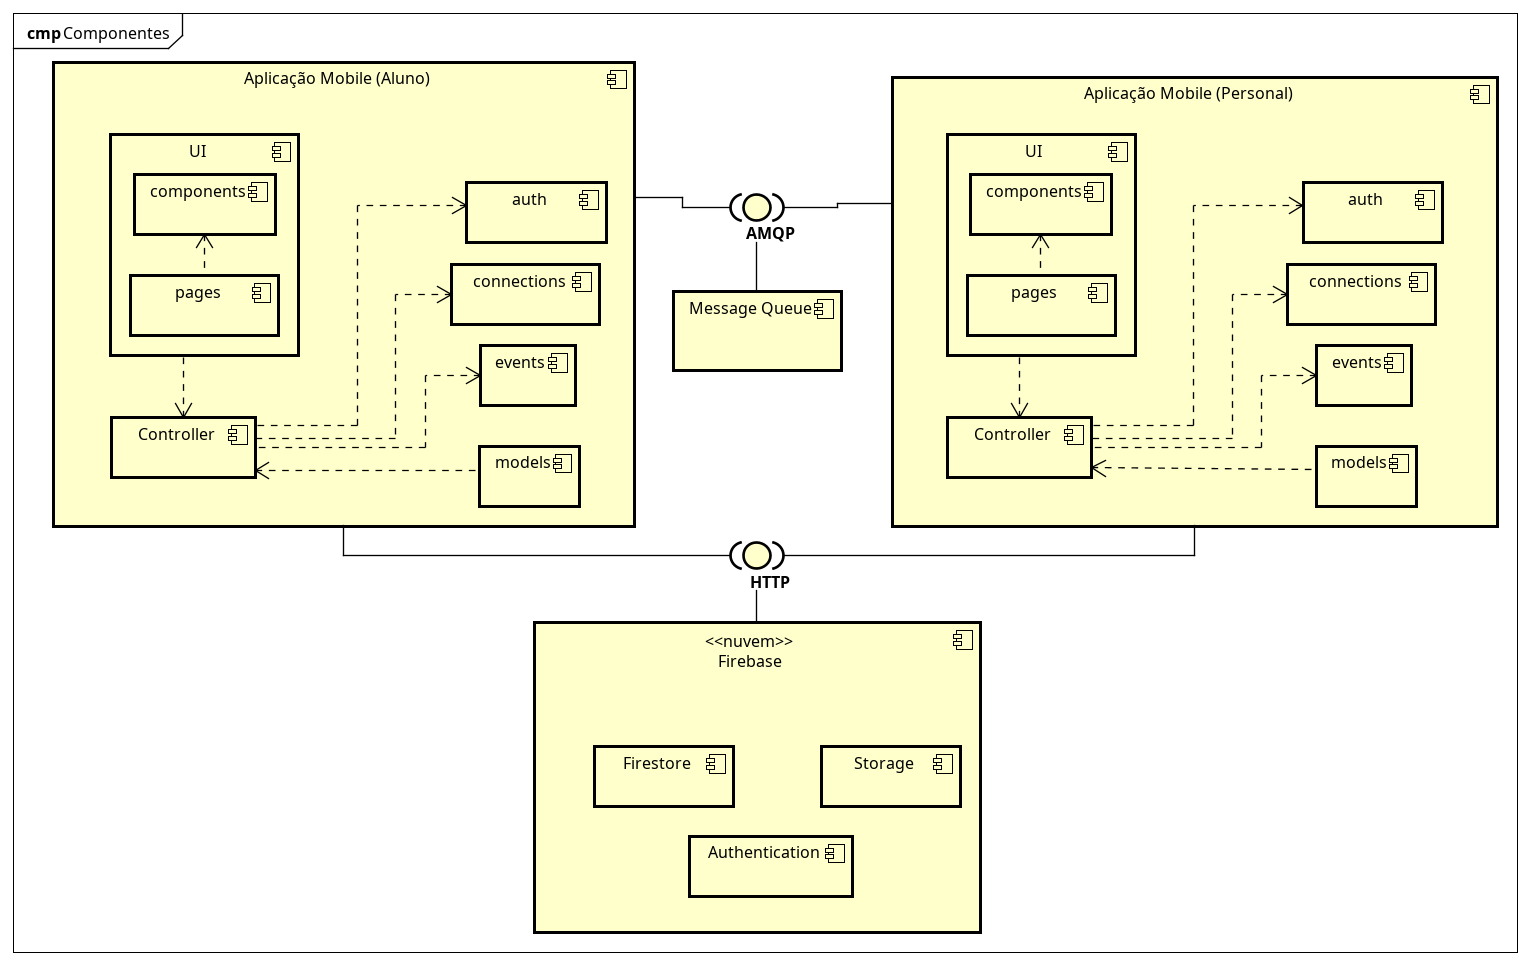 cmp Componentes
Aplicação Mobile (Aluno)
UI
components
pages
Controller
auth
connections
events
models
AMQP
Message Queue
Aplicação Mobile (Personal)
UI
components
pages
Controller
auth
connections
events
models
HTTP
<<nuvem>>
Firebase
Firestore
Storage
Authentication